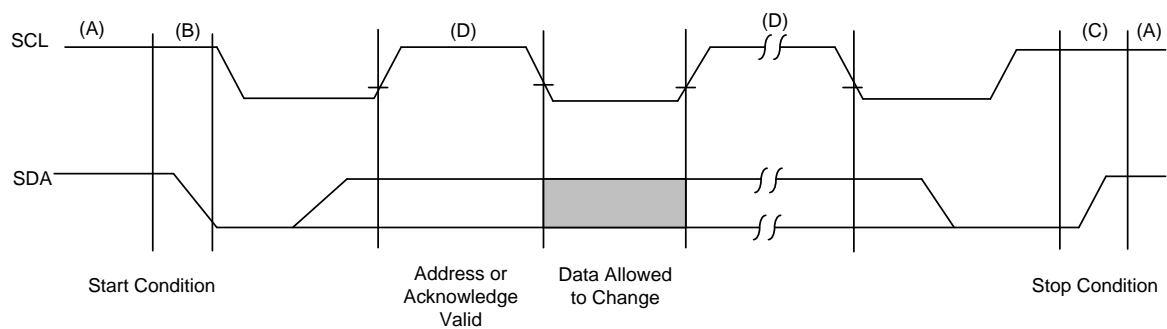 (A) (B) (D) (D) (C) (A)
SCL
SDA
Start Condition
Address or
Acknowledge
Valid
Data Allowed
to Change
Stop Condition